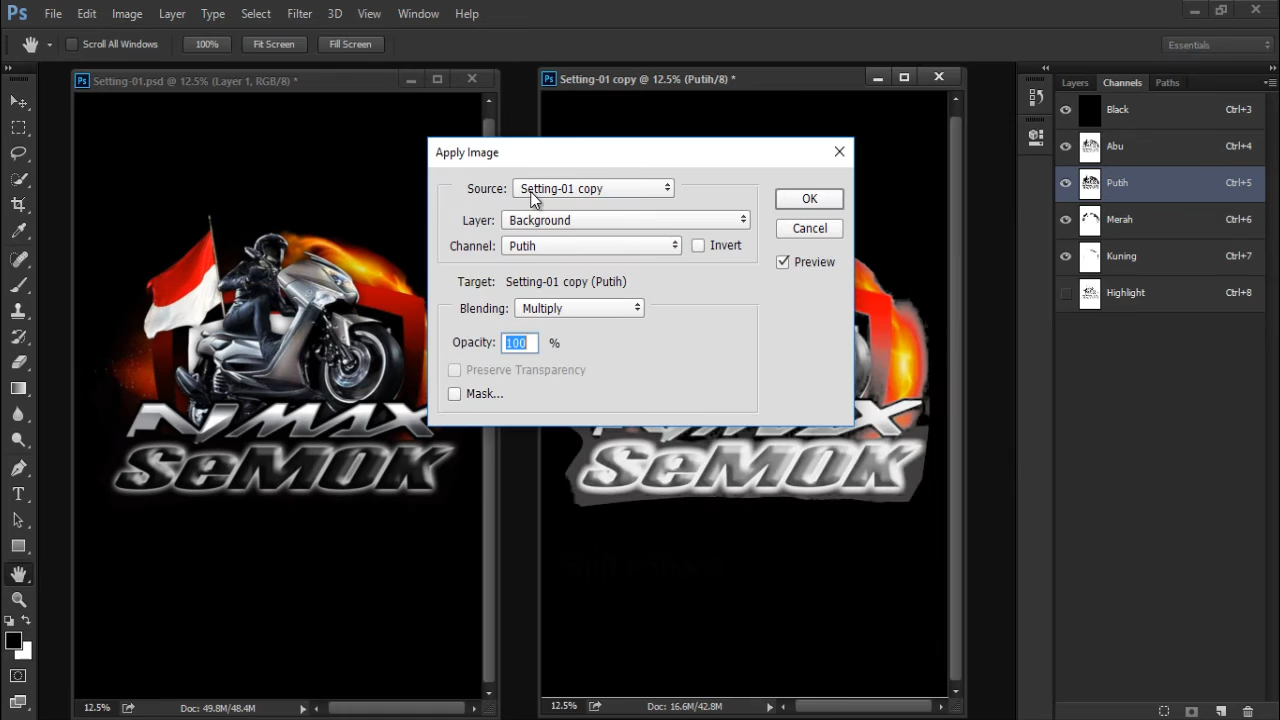 Ps File Edit Image Layer Type Select Filter 3D View Window Help
Scroll All Windows 100% Fit Screen Fill Screen Essentials
Ps Setting-01.psd @ 12.5% (Layer 1, RGB/8) *
Ps Setting-01 copy @ 12.5% (Putih/8) *
Layers Channels Paths
Black Ctrl+3
Abu Ctrl+4
Putih Ctrl+5
Merah Ctrl+6
Kuning Ctrl+7
Highlight Ctrl+8
Apply Image
Source: Setting-01 copy
Layer: Background
Channel: Putih Invert
Target: Setting-01 copy (Putih)
Blending: Multiply
Opacity: 100 %
Preserve Transparency
Mask...
OK
Cancel
Preview
NMAX
SeMOK
SeMOK
12.5% Doc: 49.8M/48.4M
12.5% Doc: 16.6M/42.8M